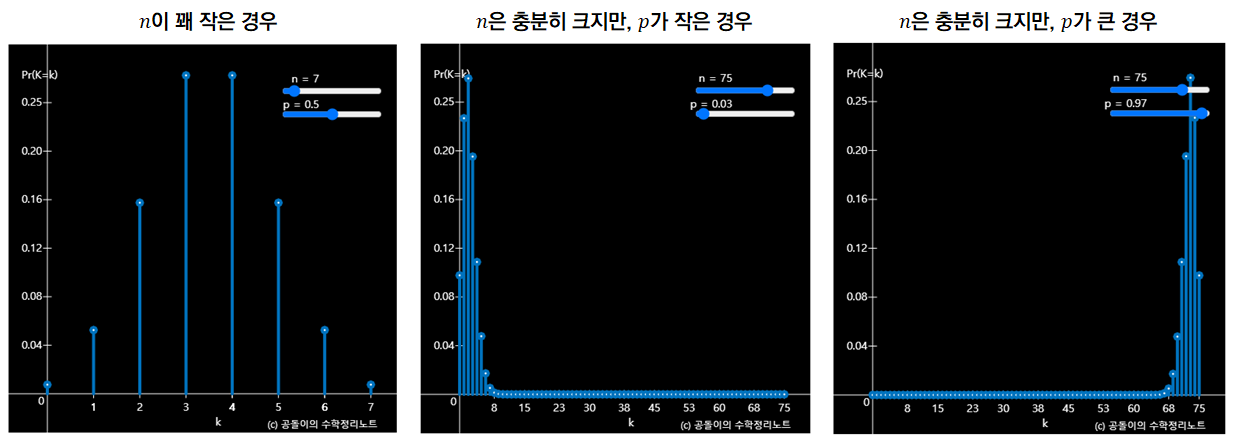 n이 꽤 작은 경우
Pr(K=k)
n = 7
p = 0.5
0.25
0.20
0.16
0.12
0.08
0.04
0
1 2 3 4 5 6 7
k
(c) 공돌이의 수학정리노트
n은 충분히 크지만, p가 작은 경우
Pr(K=k)
n = 75
p = 0.03
0.25
0.20
0.16
0.12
0.08
0.04
0
8 15 23 30 38 45 53 60 68 75
k
(c) 공돌이의 수학정리노트
n은 충분히 크지만, p가 큰 경우
Pr(K=k)
n = 75
p = 0.97
0.25
0.20
0.16
0.12
0.08
0.04
0
8 15 23 30 38 45 53 60 68 75
k
(c) 공돌이의 수학정리노트